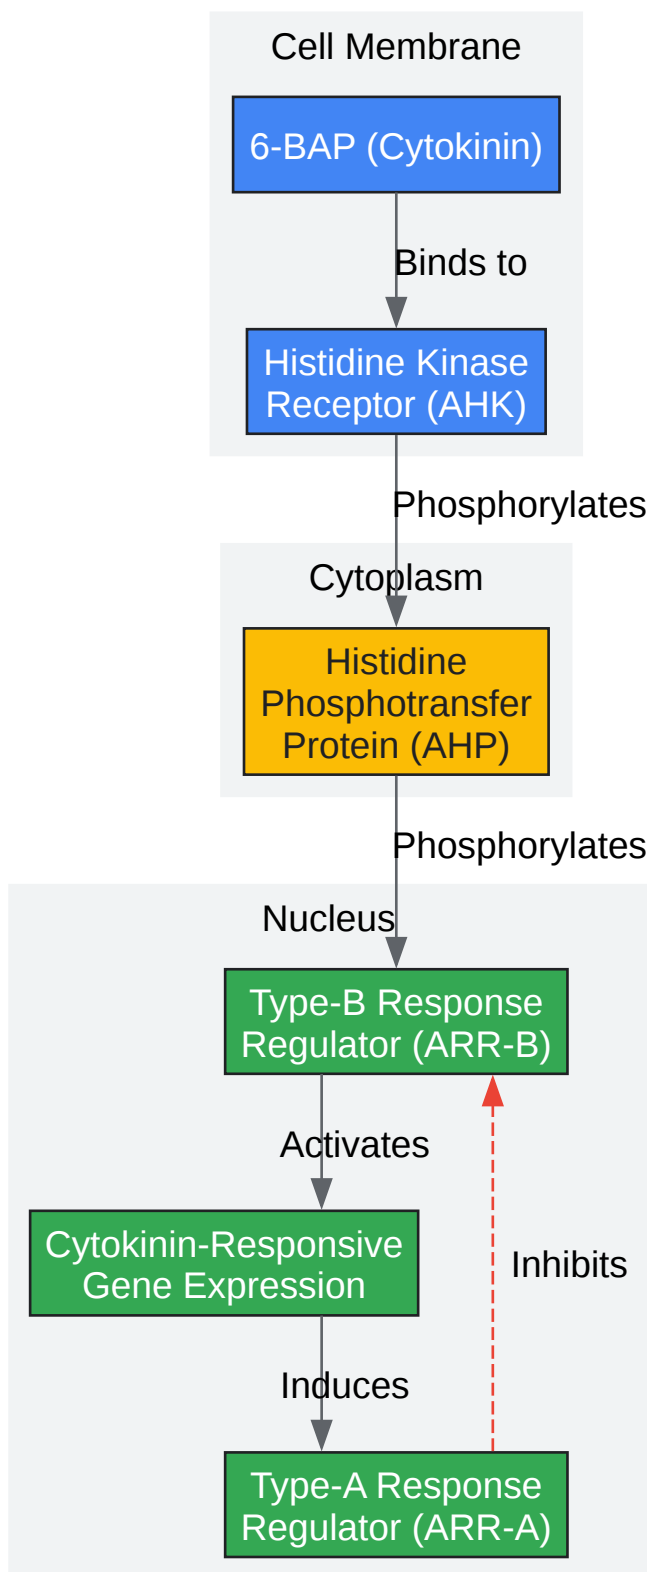 Cell Membrane
6-BAP (Cytokinin)
Binds to
Histidine Kinase
Receptor (AHK)
Phosphorylates
Cytoplasm
Histidine
Phosphotransfer
Protein (AHP)
Phosphorylates
Nucleus
Type-B Response
Regulator (ARR-B)
Activates
Cytokinin-Responsive
Gene Expression
Inhibits
Induces
Type-A Response
Regulator (ARR-A)